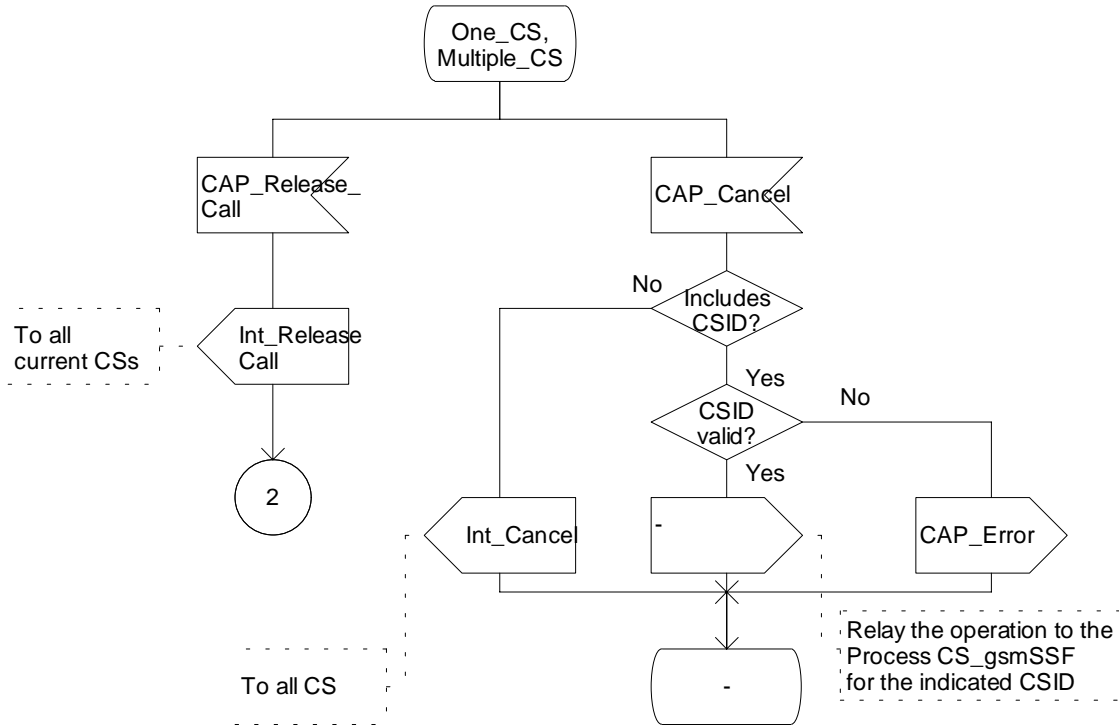 One_CS,
Multiple_CS
CAP_Release_
Call
CAP_Cancel
No
Includes
CSID?
To all
current CSs
Int_Release
Call
Yes
No
CSID
valid?
Yes
2
Int_Cancel
-
CAP_Error
Relay the operation to the
Process CS_gsmSSF
for the indicated CSID
To all CS
-